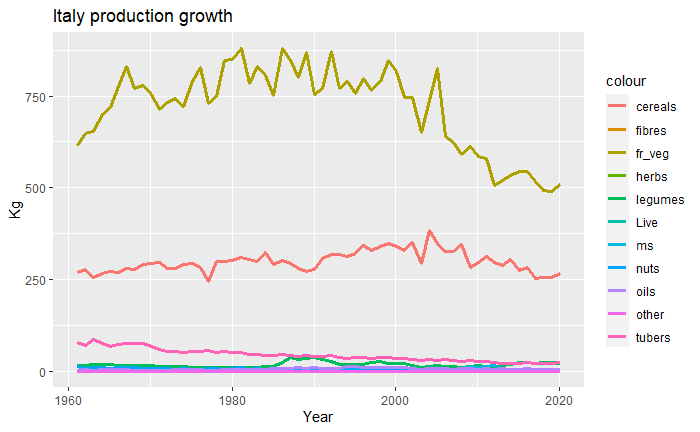 Italy production growth
Kg
750
500
250
0
1960
1980
2000
2020
Year
colour
cereals
fibres
fr_veg
herbs
legumes
Live
ms
nuts
oils
other
tubers